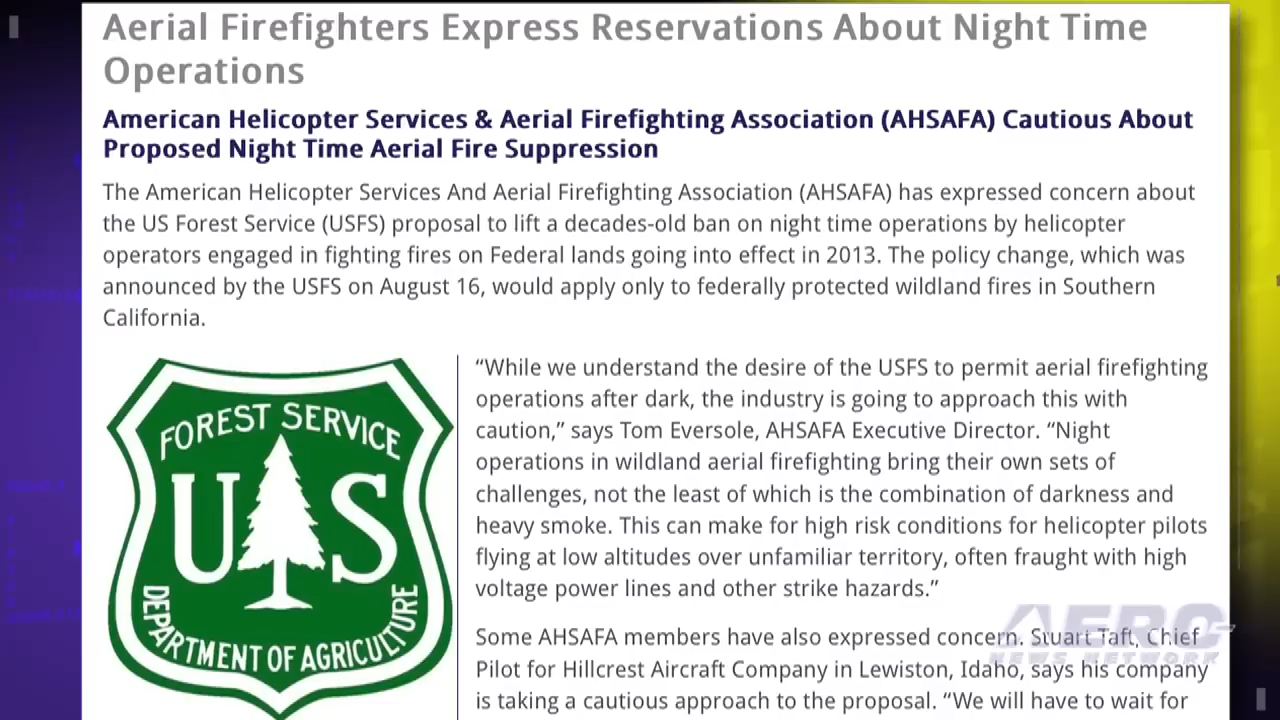 Aerial Firefighters Express Reservations About Night Time
Operations
American Helicopter Services & Aerial Firefighting Association (AHSAFA) Cautious About
Proposed Night Time Aerial Fire Suppression
The American Helicopter Services And Aerial Firefighting Association (AHSAFA) has expressed concern about
the US Forest Service (USFS) proposal to lift a decades-old ban on night time operations by helicopter
operators engaged in fighting fires on Federal lands going into effect in 2013. The policy change, which was
announced by the USFS on August 16, would apply only to federally protected wildland fires in Southern
California.
FOREST SERVICE
US
DEPARTMENT OF AGRICULTURE
“While we understand the desire of the USFS to permit aerial firefighting
operations after dark, the industry is going to approach this with
caution,” says Tom Eversole, AHSAFA Executive Director. “Night
operations in wildland aerial firefighting bring their own sets of
challenges, not the least of which is the combination of darkness and
heavy smoke. This can make for high risk conditions for helicopter pilots
flying at low altitudes over unfamiliar territory, often fraught with high
voltage power lines and other strike hazards.”
Some AHSAFA members have also expressed concern. Stuart Taft, Chief
Pilot for Hillcrest Aircraft Company in Lewiston, Idaho, says his company
is taking a cautious approach to the proposal. “We will have to wait for
AERO
NEWS NETWORK